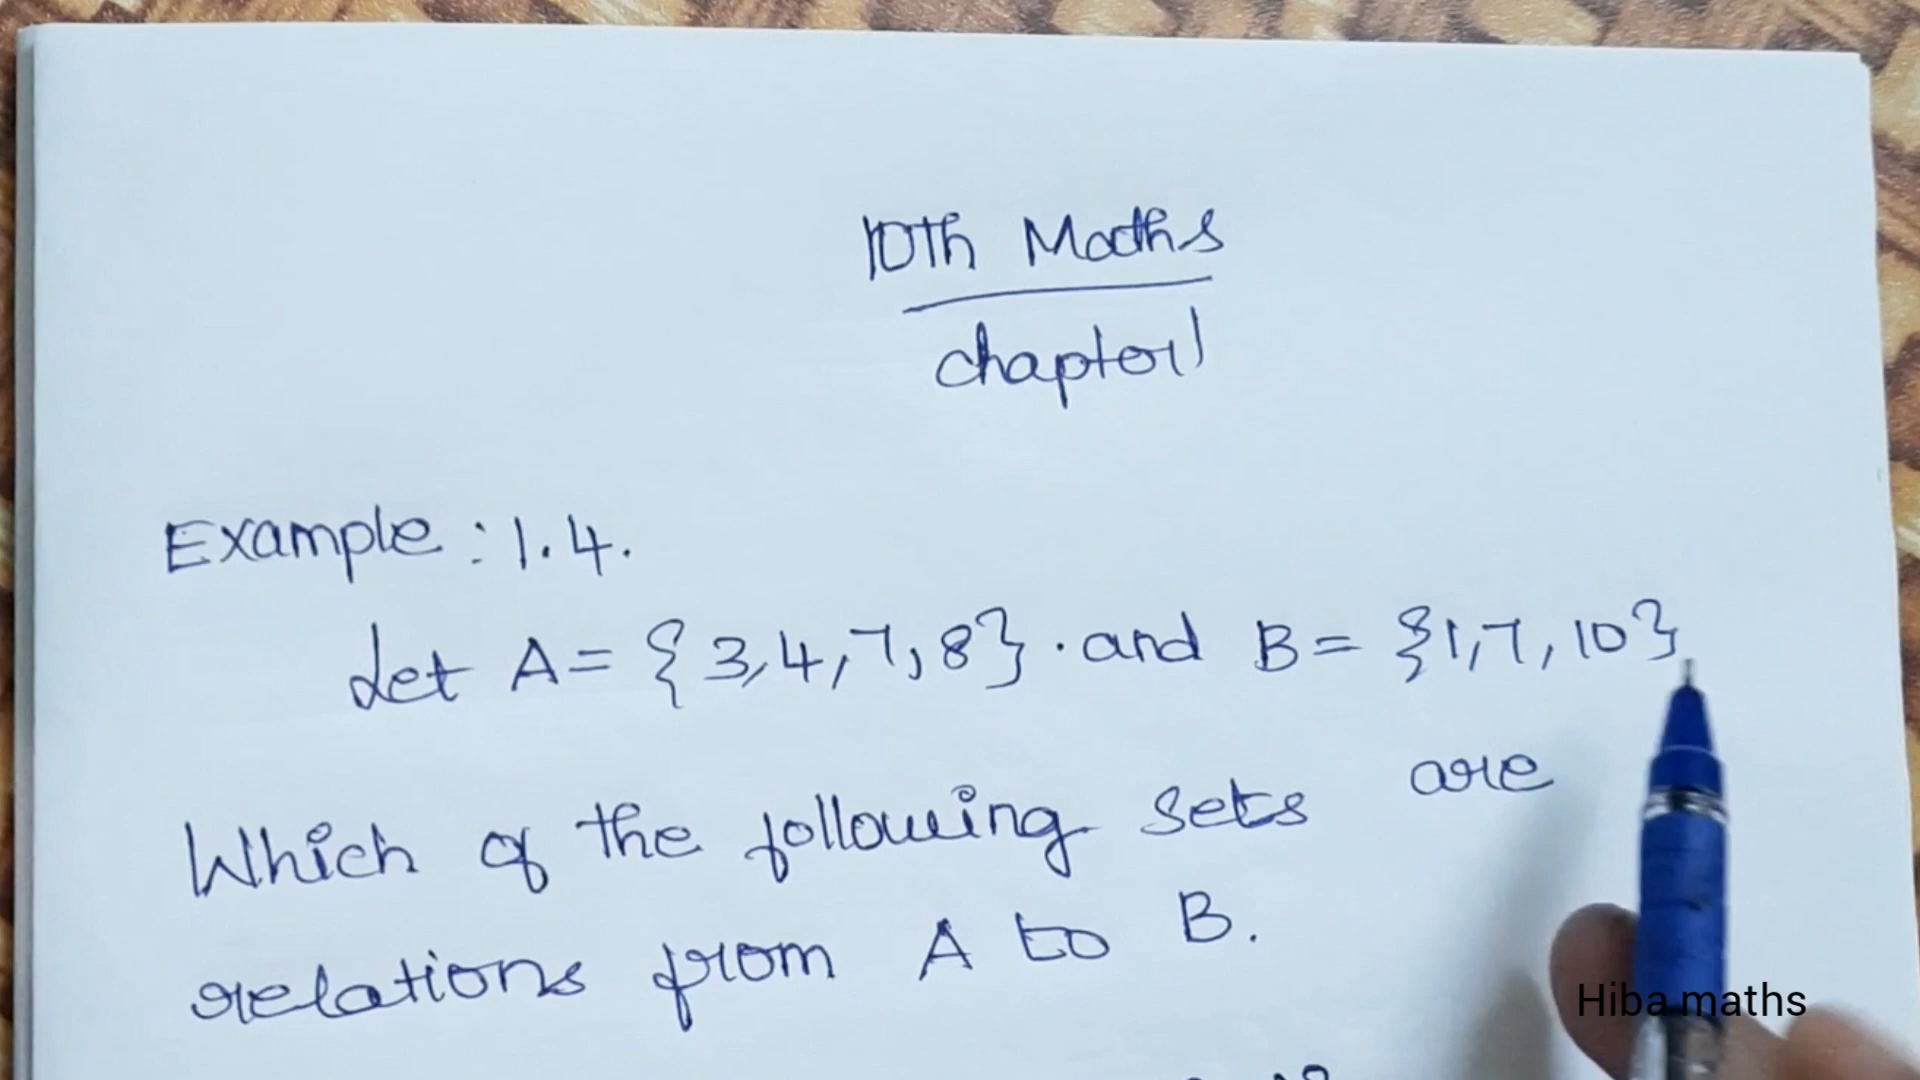 10Th Maths
chapter 1
Example : 1.4.
Let A = {3,4,7,8} . and B = {1,7,10}
Which of the following sets are
relations from A to B.
Hiba maths